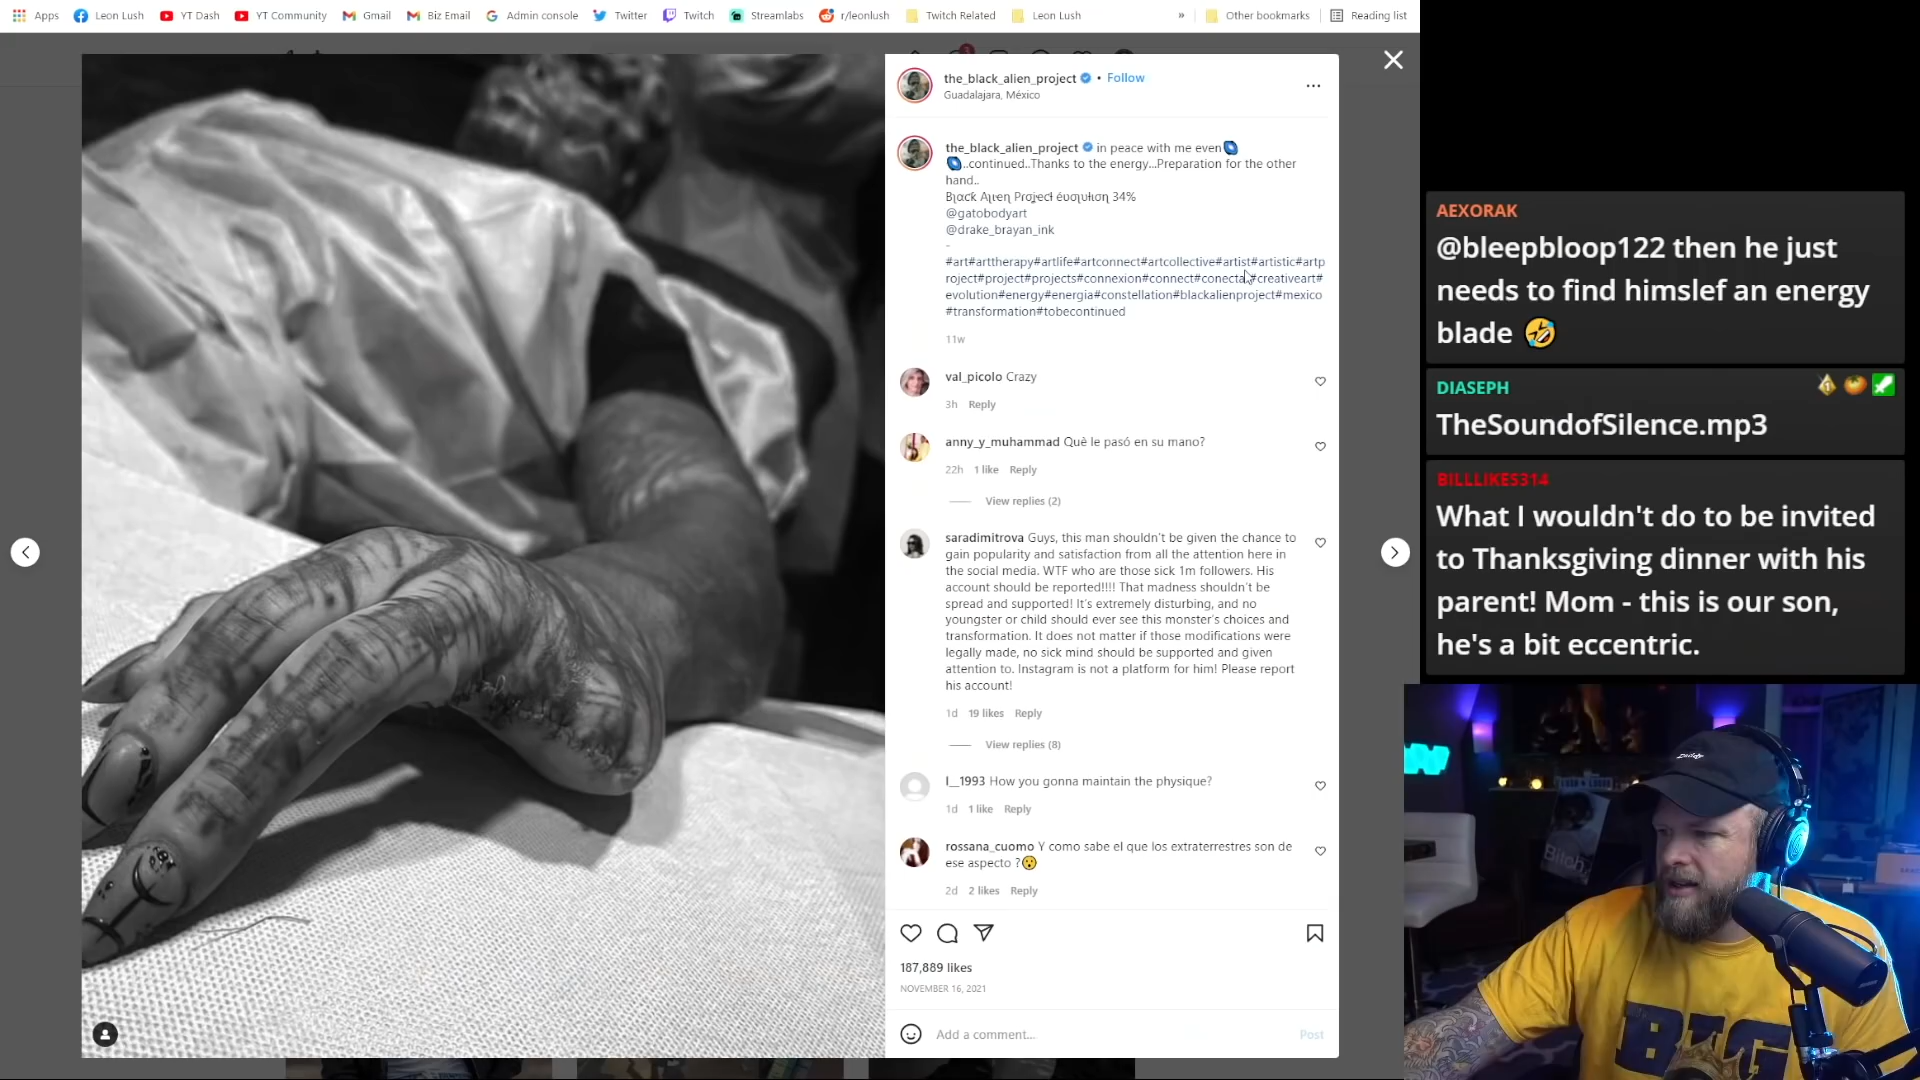 Apps Leon Lush YT Dash YT Community Gmail Biz Email Admin console Twitter Twitch Streamlabs r/leonlush Twitch Related Leon Lush » Other bookmarks Reading list
the_black_alien_project • Follow
Guadalajara, México
the_black_alien_project in peace with me even
..continued..Thanks to the energy...Preparation for the other
hand..
34%
@gatobodyart
@drake_brayan_ink
-
#art#arttherapy#artlife#artconnect#artcollective#artist#artistic#artp
roject#project#projects#connexion#connect#conecta#creativeart#
evolution#energy#energia#constellation#blackalienproject#mexico
#transformation#tobecontinued
11w
val_picolo Crazy
3h Reply
anny_y_muhammad Què le pasó en su mano?
22h 1 like Reply
View replies (2)
saradimitrova Guys, this man shouldn't be given the chance to
gain popularity and satisfaction from all the attention here in
the social media. WTF who are those sick 1m followers. His
account should be reported!!!! That madness shouldn't be
spread and supported! It's extremely disturbing, and no
youngster or child should ever see this monster's choices and
transformation. It does not matter if those modifications were
legally made, no sick mind should be supported and given
attention to. Instagram is not a platform for him! Please report
his account!
1d 19 likes Reply
View replies (8)
l__1993 How you gonna maintain the physique?
1d 1 like Reply
rossana_cuomo Y como sabe el que los extraterrestres son de
ese aspecto ?😯
2d 2 likes Reply
187,889 likes
NOVEMBER 16, 2021
Add a comment... Post
AEXORAK
@bleepbloop122 then he just
needs to find himslef an energy
blade 🤣
DIASEPH
TheSoundofSilence.mp3
BILLLIKES314
What I wouldn't do to be invited
to Thanksgiving dinner with his
parent! Mom - this is our son,
he's a bit eccentric.
Bitch
BIG